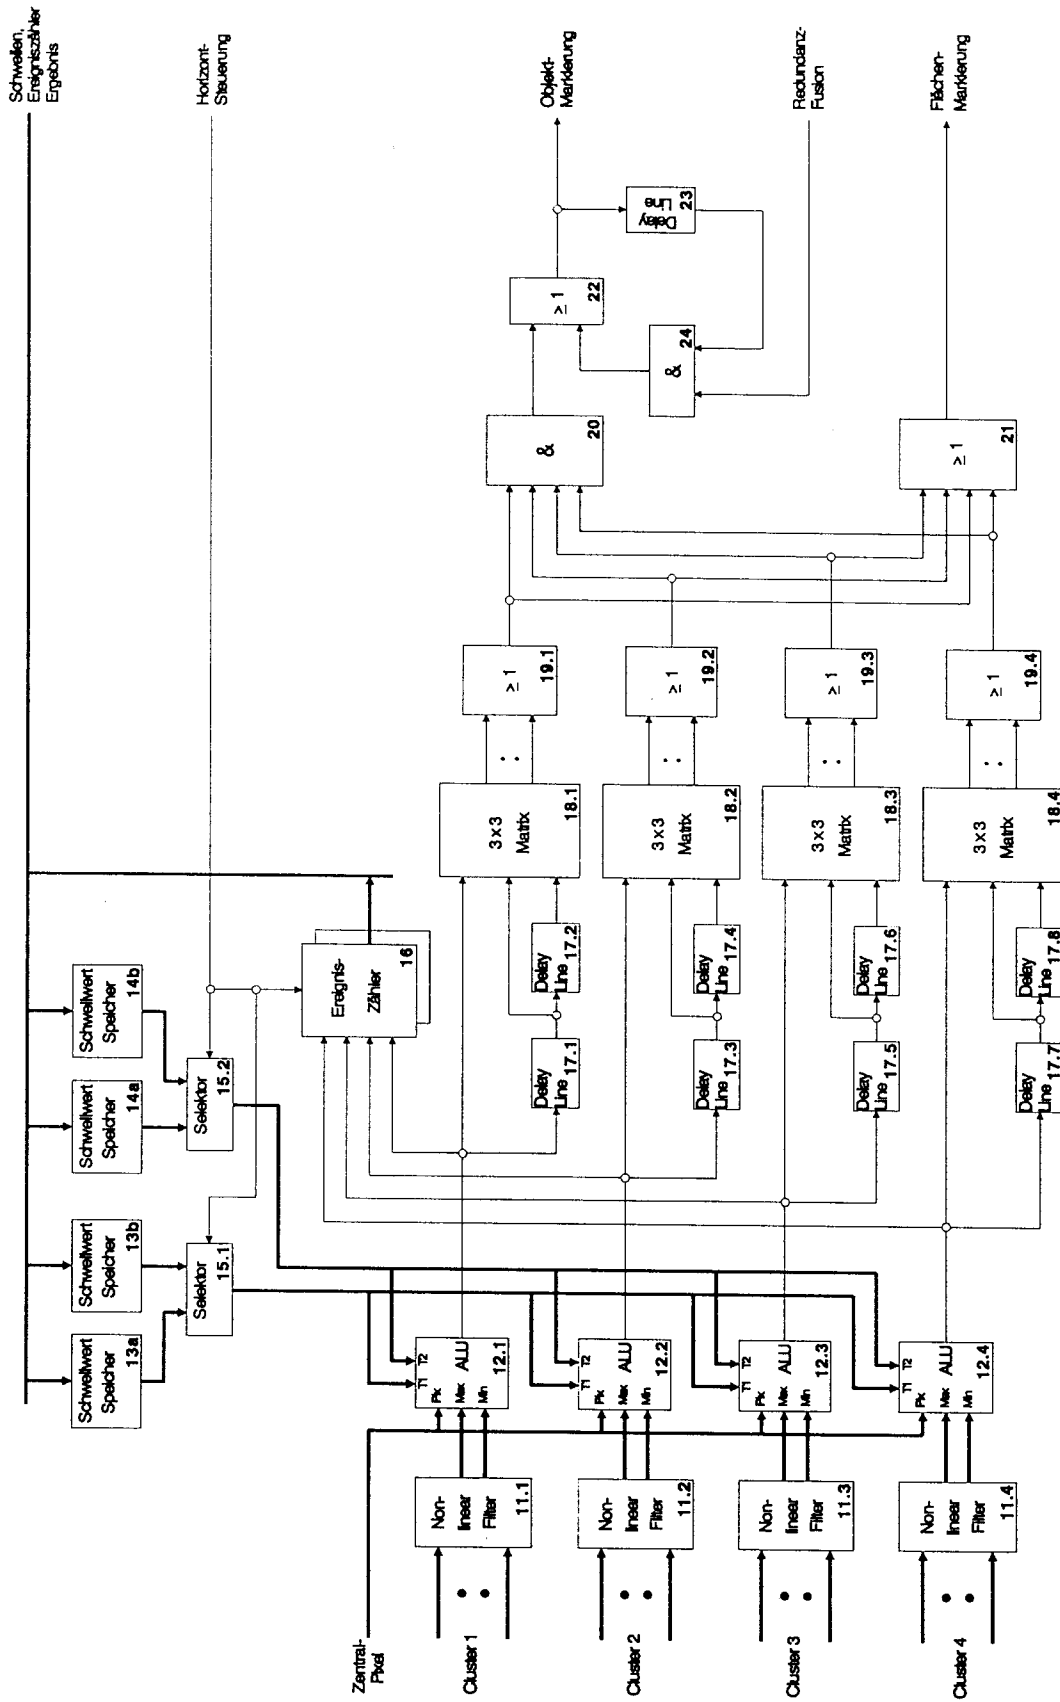 Schwellen,
Ereigniszähler
Ergebnis
Horizont-
Steuerung
Objekt-
Markierung
Redundanz-
Fusion
Flächen-
Markierung
Schwellwert
Speicher
13a
Schwellwert
Speicher
13b
Schwellwert
Speicher
14a
Schwellwert
Speicher
14b
Selektor
15.1
Selektor
15.2
Ereignis-
Zähler
16
Zentral-
Pixel
Cluster 1
Non-
linear
Filter
11.1
Pix
Max
Min
T1
T2
ALU
12.1
Delay
Line 17.1
Delay
Line 17.2
3 x 3
Matrix
18.1
≥ 1
19.1
Cluster 2
Non-
linear
Filter
11.2
Pix
Max
Min
T1
T2
ALU
12.2
Delay
Line 17.3
Delay
Line 17.4
3 x 3
Matrix
18.2
≥ 1
19.2
Cluster 3
Non-
linear
Filter
11.3
Pix
Max
Min
T1
T2
ALU
12.3
Delay
Line 17.5
Delay
Line 17.6
3 x 3
Matrix
18.3
≥ 1
19.3
Cluster 4
Non-
linear
Filter
11.4
Pix
Max
Min
T1
T2
ALU
12.4
Delay
Line 17.7
Delay
Line 17.8
3 x 3
Matrix
18.4
≥ 1
19.4
&
20
≥ 1
21
≥ 1
22
Delay
Line
23
&
24